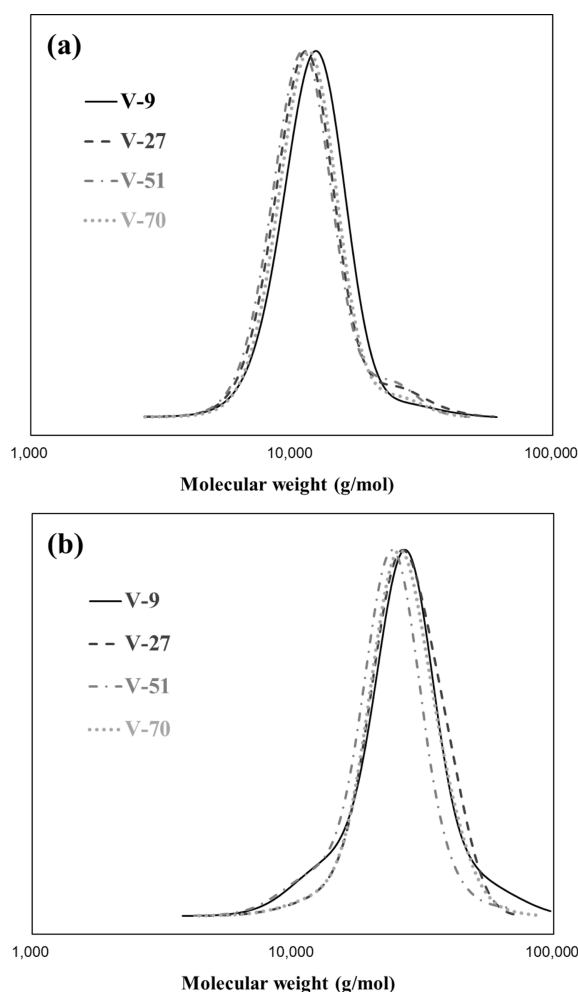 (a)
V-9
V-27
V-51
V-70
1,000 10,000 100,000
Molecular weight (g/mol)
(b)
V-9
V-27
V-51
V-70
1,000 10,000 100,000
Molecular weight (g/mol)